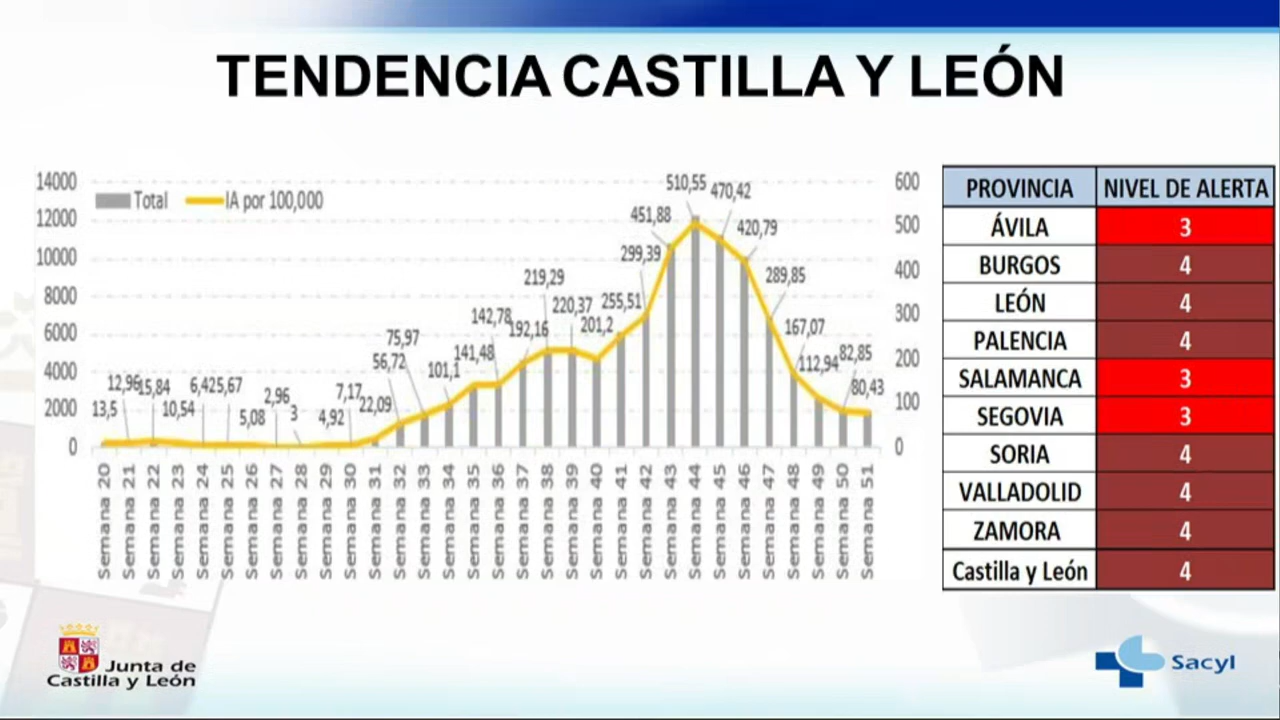 TENDENCIA CASTILLA Y LEÓN
14000
12000
10000
8000
6000
4000
2000
0
Total
IA por 100,000
600
500
400
300
200
100
0
13,5
12,96
15,84
10,54
6,42
5,67
5,08
2,96
3
4,92
7,17
22,09
56,72
75,97
101,1
141,48
142,78
192,16
219,29
220,37
201,2
255,51
299,39
451,88
510,55
470,42
420,79
289,85
167,07
112,94
82,85
80,43
Semana 20
Semana 21
Semana 22
Semana 23
Semana 24
Semana 25
Semana 26
Semana 27
Semana 28
Semana 29
Semana 30
Semana 31
Semana 32
Semana 33
Semana 34
Semana 35
Semana 36
Semana 37
Semana 38
Semana 39
Semana 40
Semana 41
Semana 42
Semana 43
Semana 44
Semana 45
Semana 46
Semana 47
Semana 48
Semana 49
Semana 50
Semana 51
PROVINCIA NIVEL DE ALERTA
ÁVILA 3
BURGOS 4
LEÓN 4
PALENCIA 4
SALAMANCA 3
SEGOVIA 3
SORIA 4
VALLADOLID 4
ZAMORA 4
Castilla y León 4
Junta de
Castilla y León
Sacyl